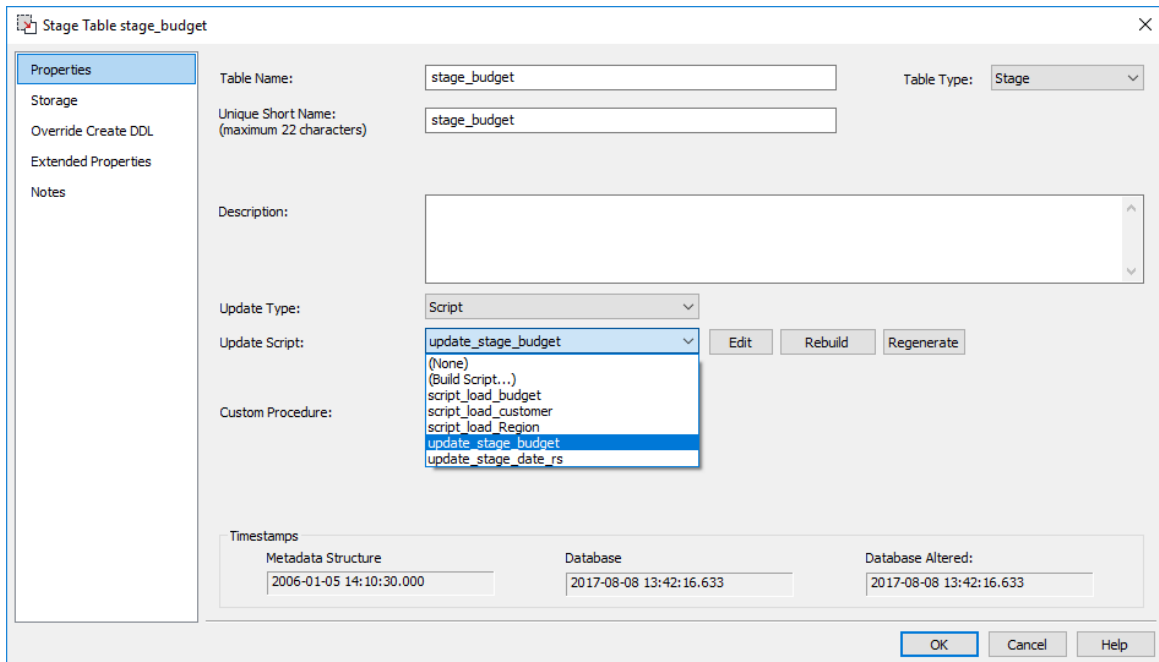 Stage Table stage_budget
Properties
Storage
Override Create DDL
Extended Properties
Notes
Table Name: stage_budget Table Type: Stage
Unique Short Name:
(maximum 22 characters) stage_budget
Description:
Update Type: Script
Update Script: update_stage_budget Edit Rebuild Regenerate
(None)
(Build Script...)
script_load_budget
script_load_customer
script_load_Region
update_stage_budget
update_stage_date_rs
Custom Procedure:
Timestamps
Metadata Structure Database Database Altered:
2006-01-05 14:10:30.000 2017-08-08 13:42:16.633 2017-08-08 13:42:16.633
OK Cancel Help